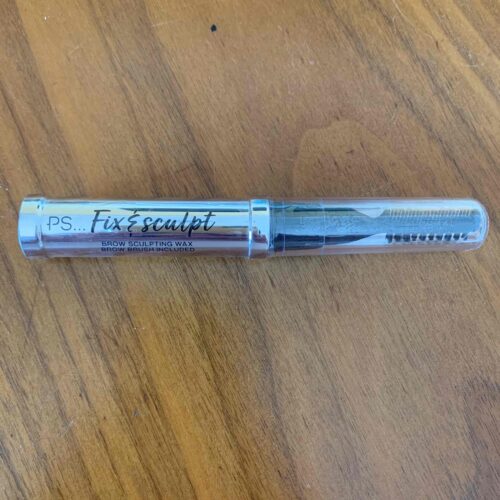 PS... Fix & sculpt
BROW SCULPTING WAX
BROW BRUSH INCLUDED